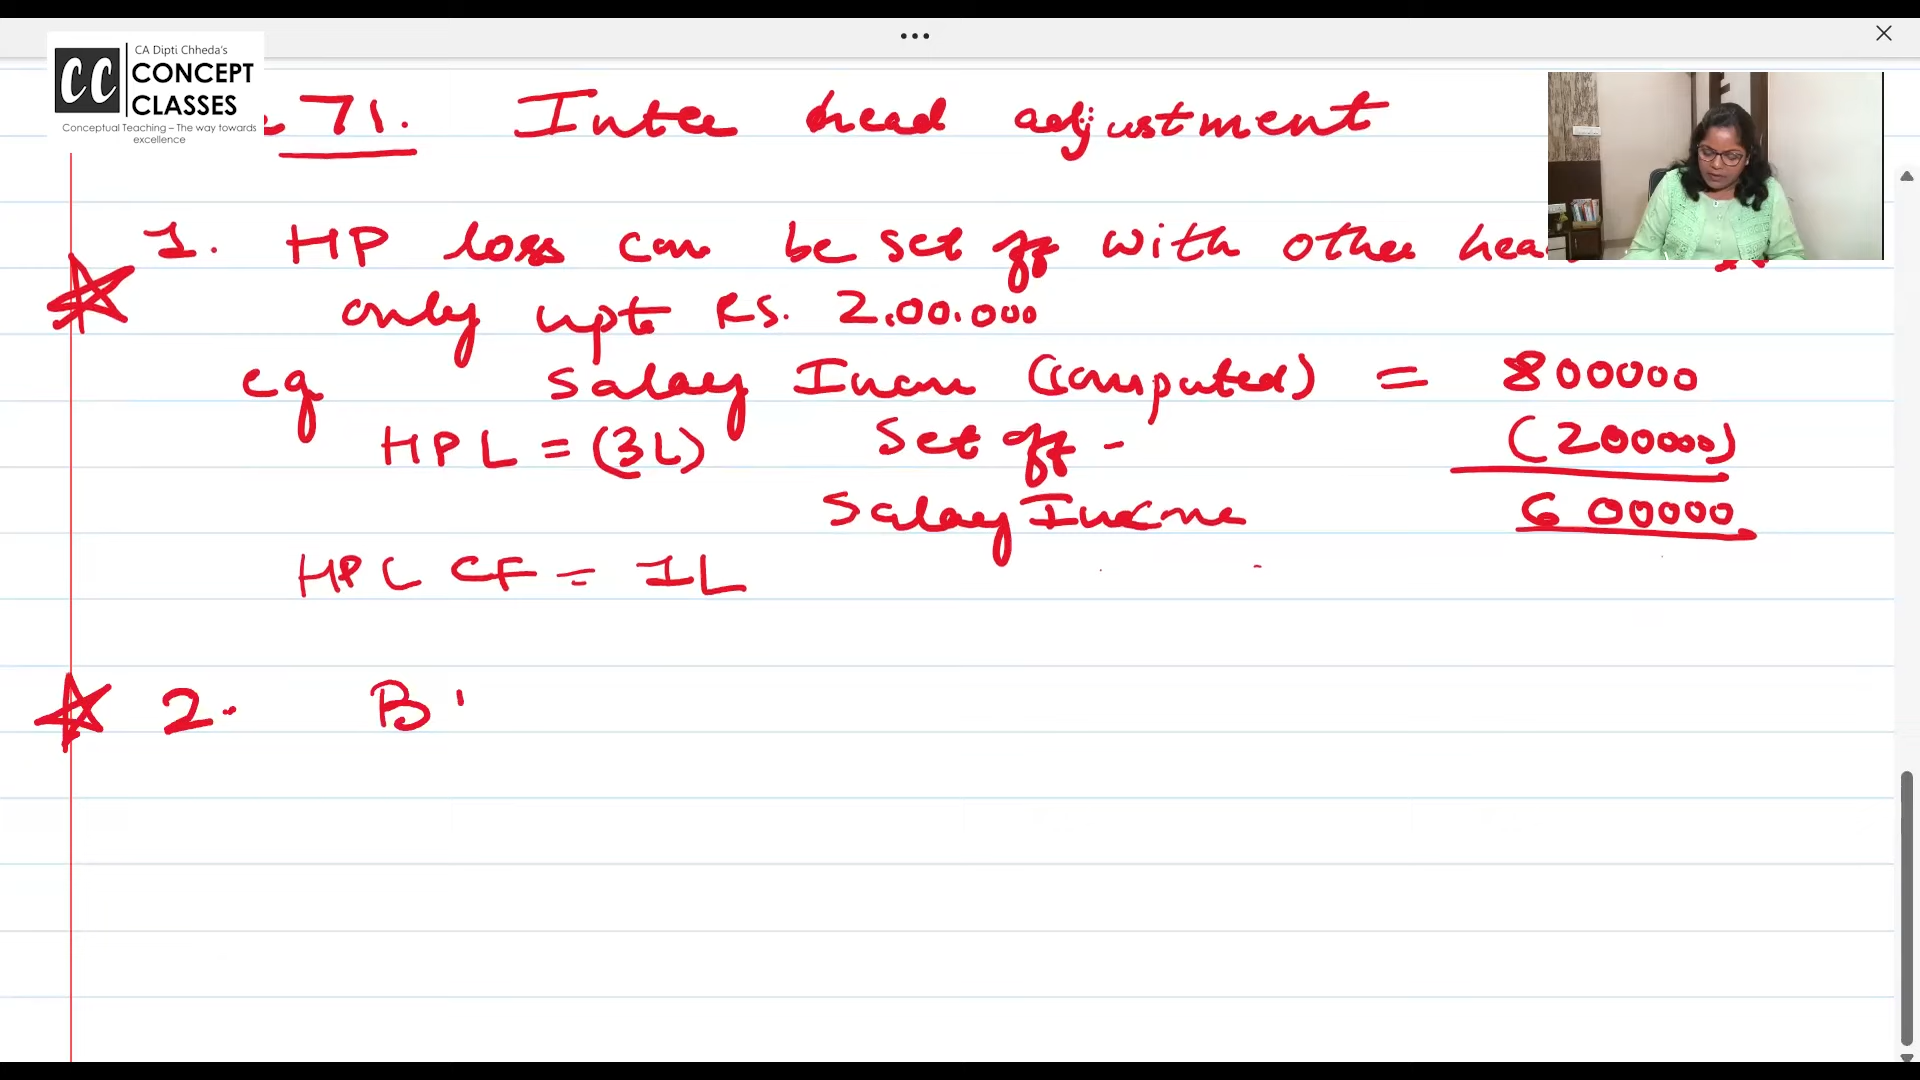 CA Dipti Chheda's
CC CONCEPT
CLASSES
Conceptual Teaching – The way towards
excellence
71. Inter head adjustment
1. HP loss can be set off with other hea
only upto Rs. 2,00,000
eg Salary Income (computed) = 800000
HPL = (3L) Set off - (200000)
Salary Income 600000
HPL CF = 1L
2. B